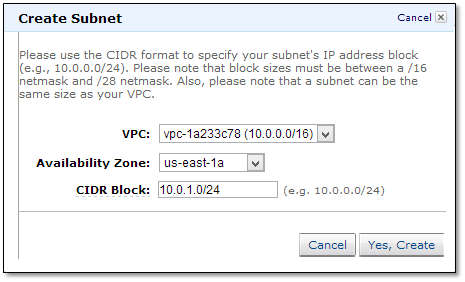 Create Subnet Cancel
Please use the CIDR format to specify your subnet's IP address block
(e.g., 10.0.0.0/24). Please note that block sizes must be between a /16
netmask and /28 netmask. Also, please note that a subnet can be the
same size as your VPC.
VPC: vpc-1a233c78 (10.0.0.0/16)
Availability Zone: us-east-1a
CIDR Block: 10.0.1.0/24 (e.g. 10.0.0.0/24)
Cancel Yes, Create